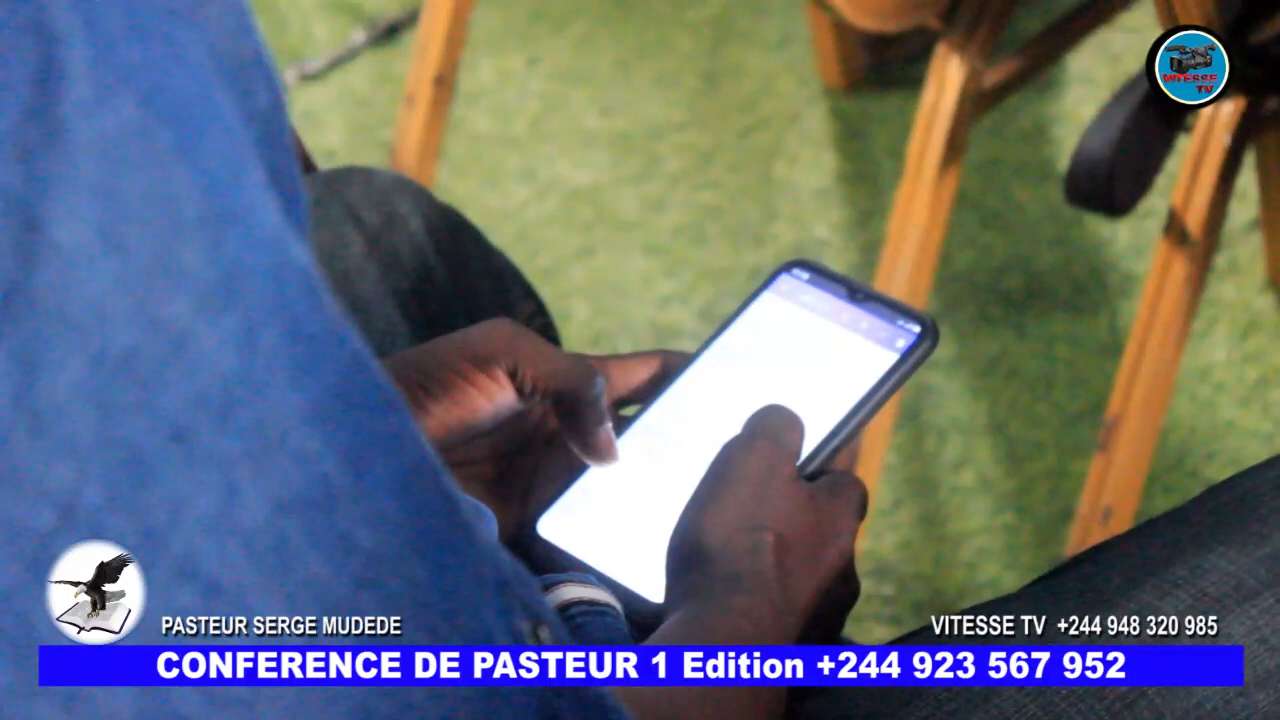 VITESSE
TV
PASTEUR SERGE MUDEDE
VITESSE TV +244 948 320 985
CONFERENCE DE PASTEUR 1 Edition +244 923 567 952